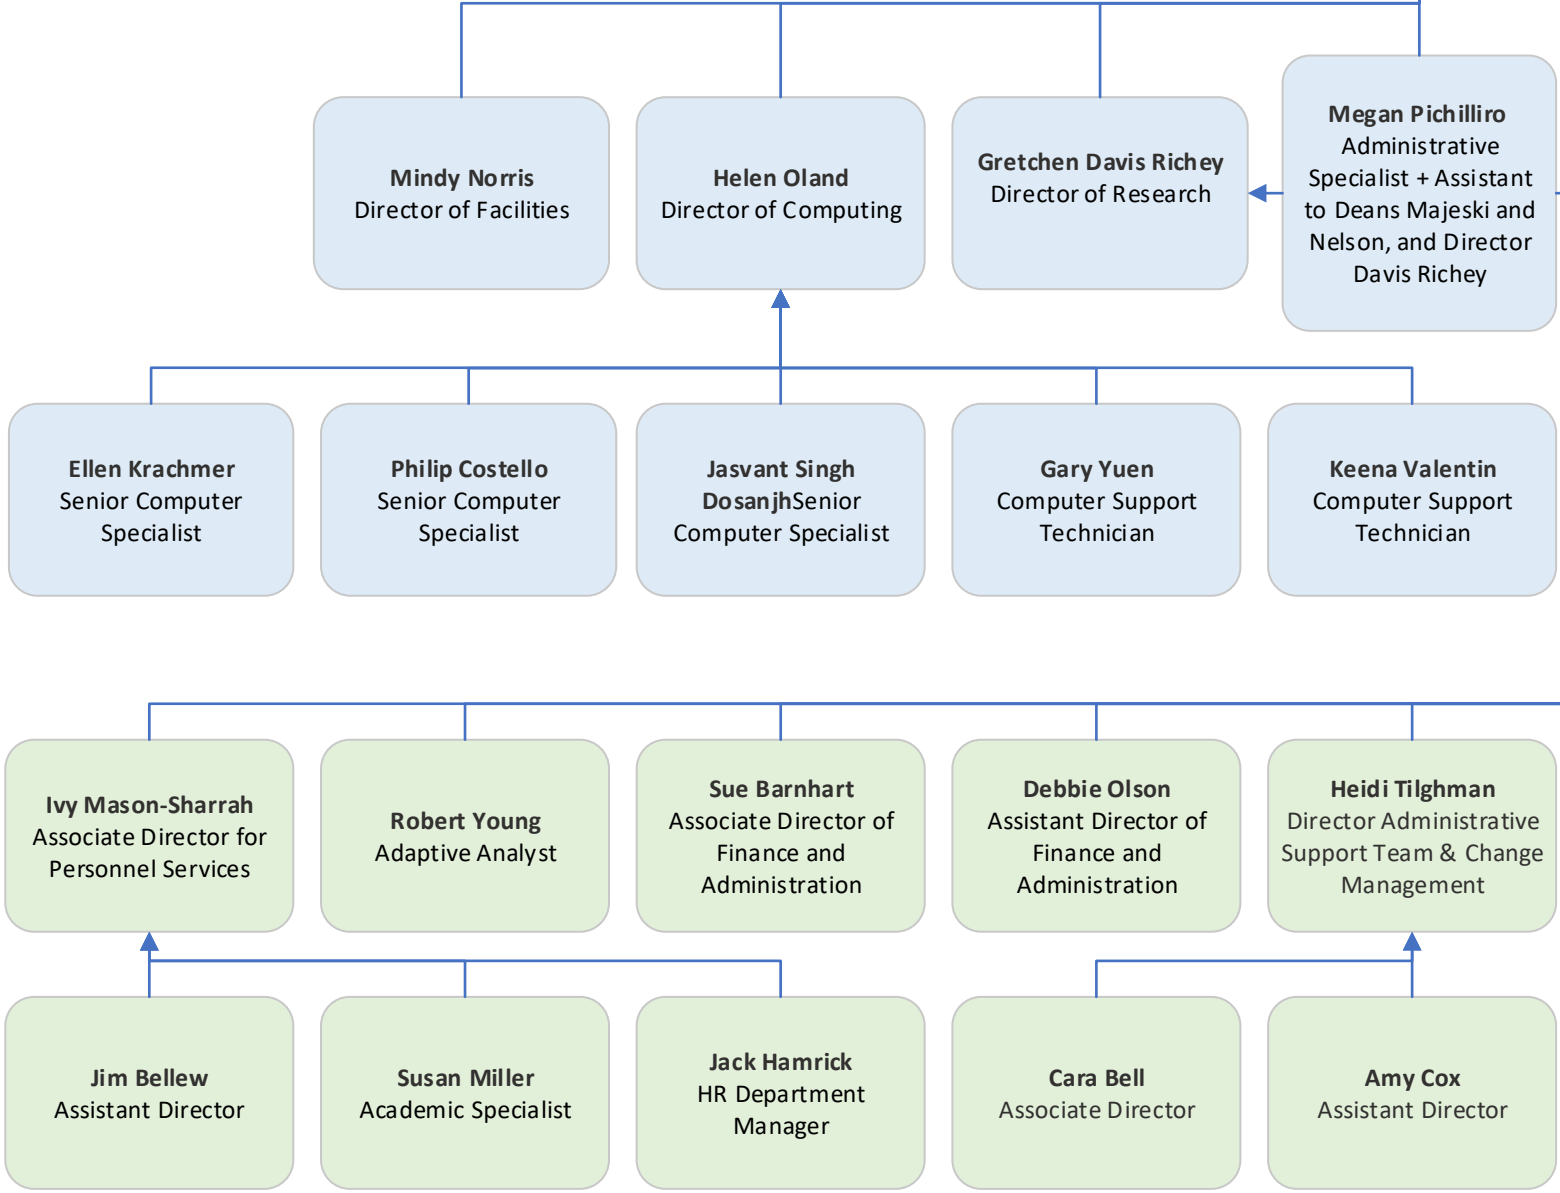 Mindy Norris
Director of Facilities
Helen Oland
Director of Computing
Gretchen Davis Richey
Director of Research
Megan Pichilliro
Administrative
Specialist + Assistant
to Deans Majeski and
Nelson, and Director
Davis Richey
Ellen Krachmer
Senior Computer
Specialist
Philip Costello
Senior Computer
Specialist
Jasvant Singh
DosanjhSenior
Computer Specialist
Gary Yuen
Computer Support
Technician
Keena Valentin
Computer Support
Technician
Ivy Mason-Sharrah
Associate Director for
Personnel Services
Robert Young
Adaptive Analyst
Sue Barnhart
Associate Director of
Finance and
Administration
Debbie Olson
Assistant Director of
Finance and
Administration
Heidi Tilghman
Director Administrative
Support Team & Change
Management
Jim Bellew
Assistant Director
Susan Miller
Academic Specialist
Jack Hamrick
HR Department
Manager
Cara Bell
Associate Director
Amy Cox
Assistant Director